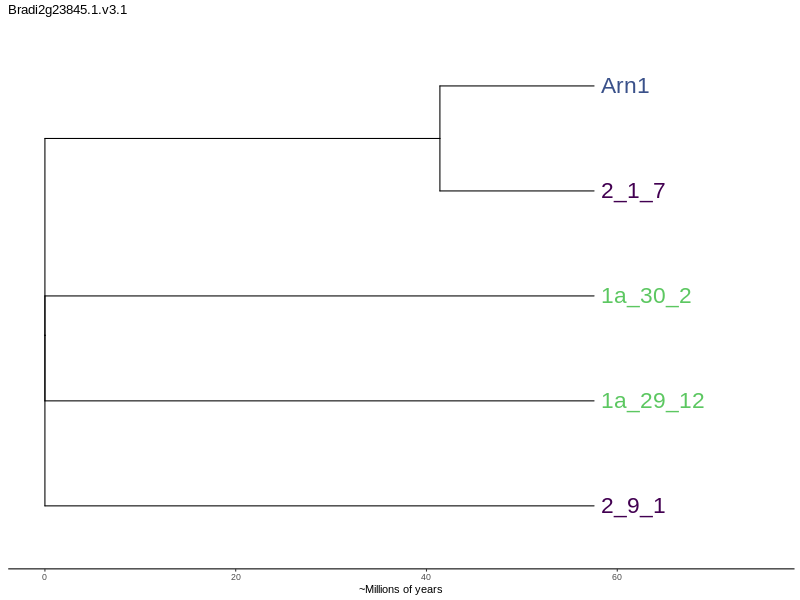 Bradi2g23845.1.v3.1
Arn1
2_1_7
1a_30_2
1a_29_12
2_9_1
0 20 40 60
~Millions of years